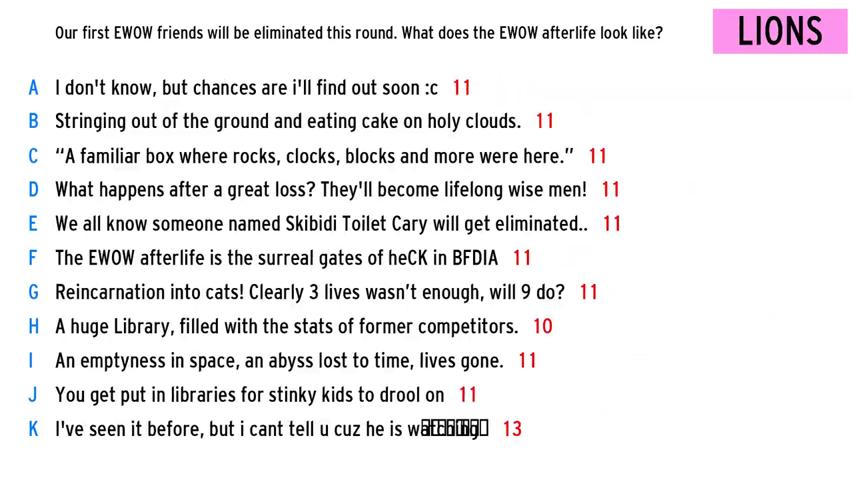 Our first EWOW friends will be eliminated this round. What does the EWOW afterlife look like?
LIONS
A I don't know, but chances are i'll find out soon :c 11
B Stringing out of the ground and eating cake on holy clouds. 11
C “A familiar box where rocks, clocks, blocks and more were here.” 11
D What happens after a great loss? They'll become lifelong wise men! 11
E We all know someone named Skibidi Toilet Cary will get eliminated.. 11
F The EWOW afterlife is the surreal gates of heCK in BFDIA 11
G Reincarnation into cats! Clearly 3 lives wasn’t enough, will 9 do? 11
H A huge Library, filled with the stats of former competitors. 10
I An emptyness in space, an abyss lost to time, lives gone. 11
J You get put in libraries for stinky kids to drool on 11
K I've seen it before, but i cant tell u cuz he is 13